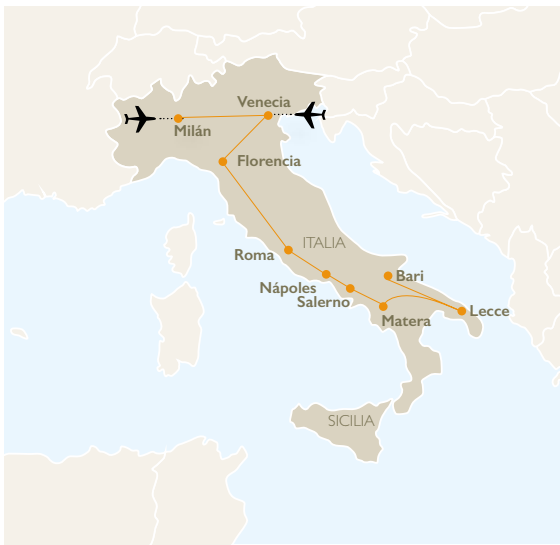 Venecia
Milán
Florencia
ITALIA
Roma
Bari
Nápoles
Salerno
Lecce
Matera
SICILIA